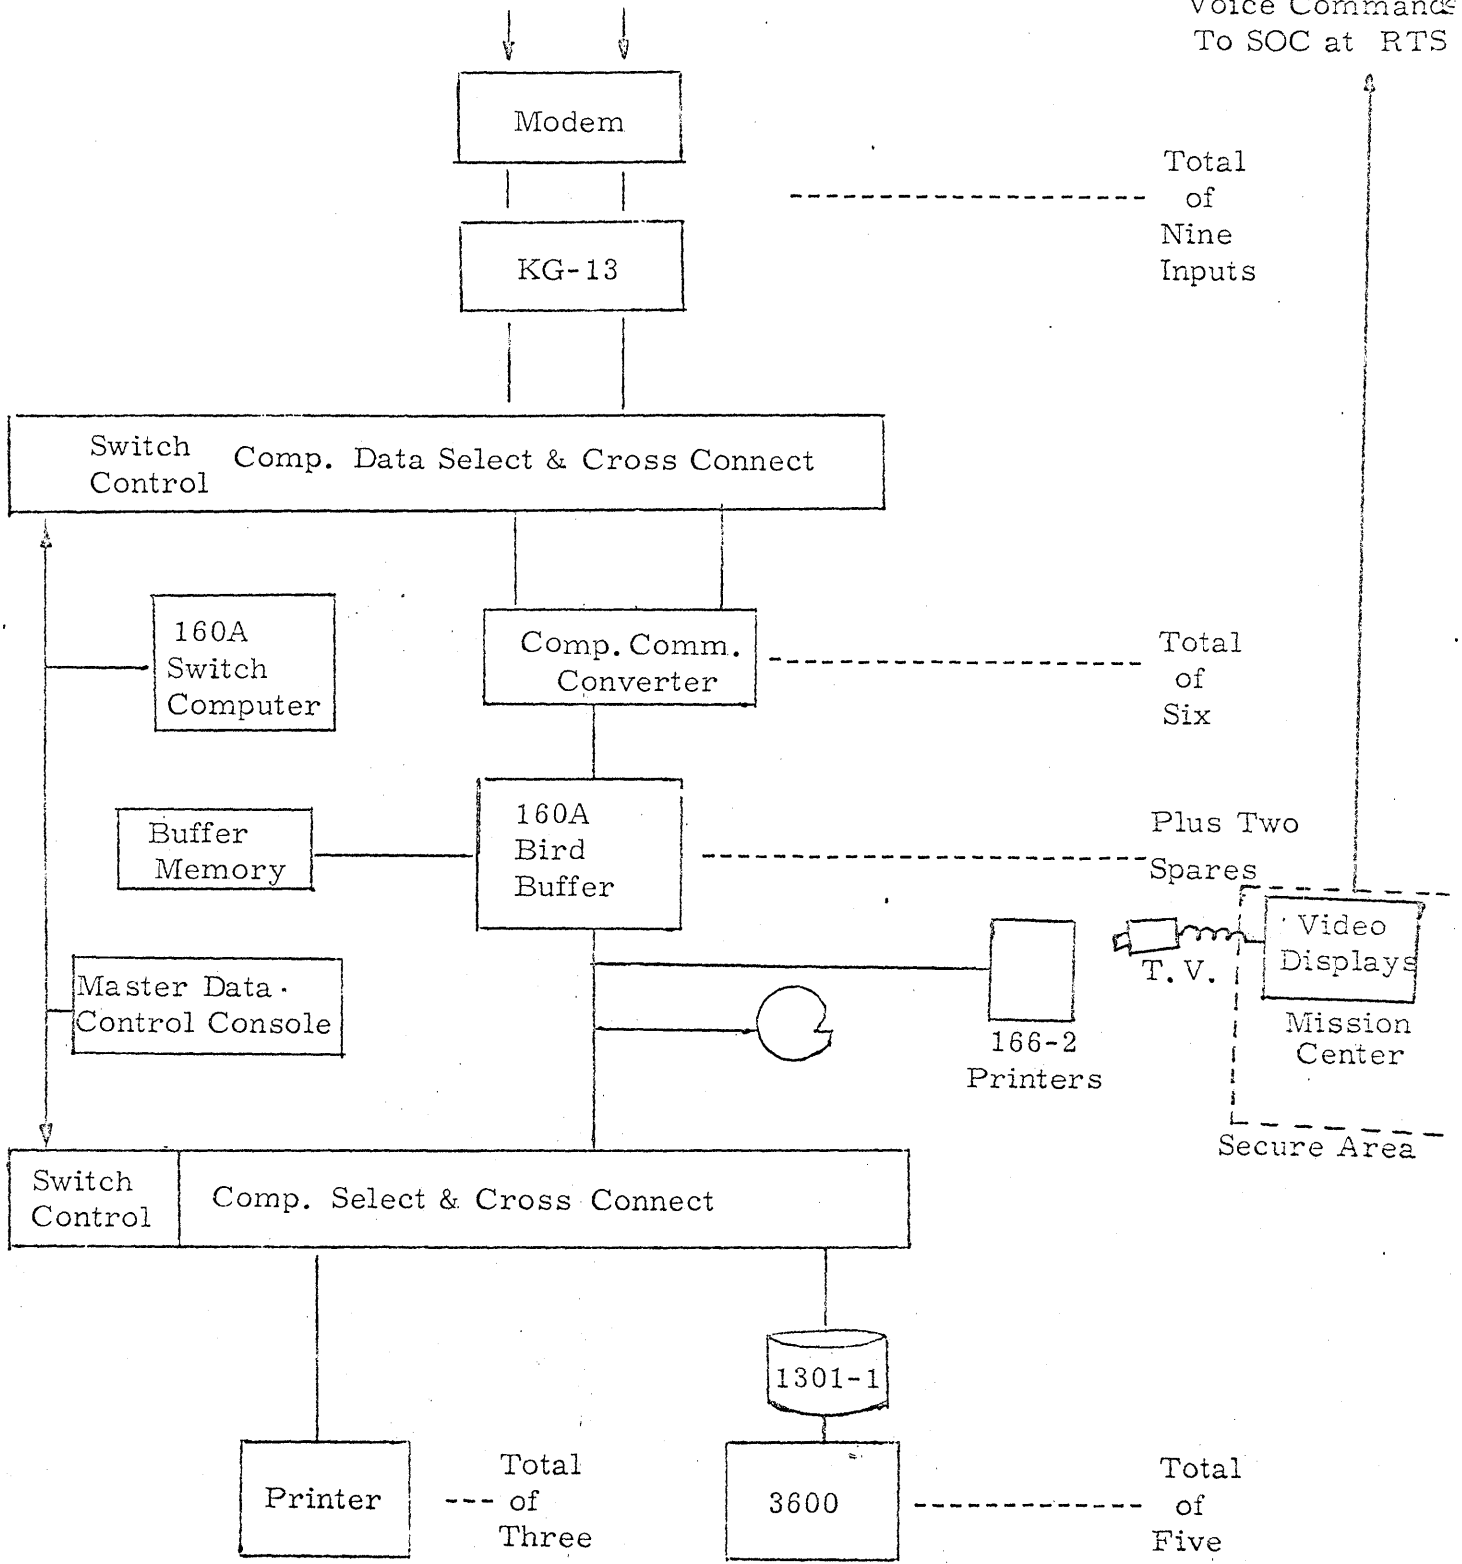 Voice Commands
To SOC at RTS
Modem
Total
of
Nine
Inputs
KG-13
Switch
Control
Comp. Data Select & Cross Connect
160A
Switch
Computer
Comp. Comm.
Converter
Total
of
Six
Buffer
Memory
160A
Bird
Buffer
Plus Two
Spares
Master Data
Control Console
166-2
Printers
T. V.
Video
Displays
Mission
Center
Secure Area
Switch
Control
Comp. Select & Cross Connect
1301-1
Printer
Total
of
Three
3600
Total
of
Five